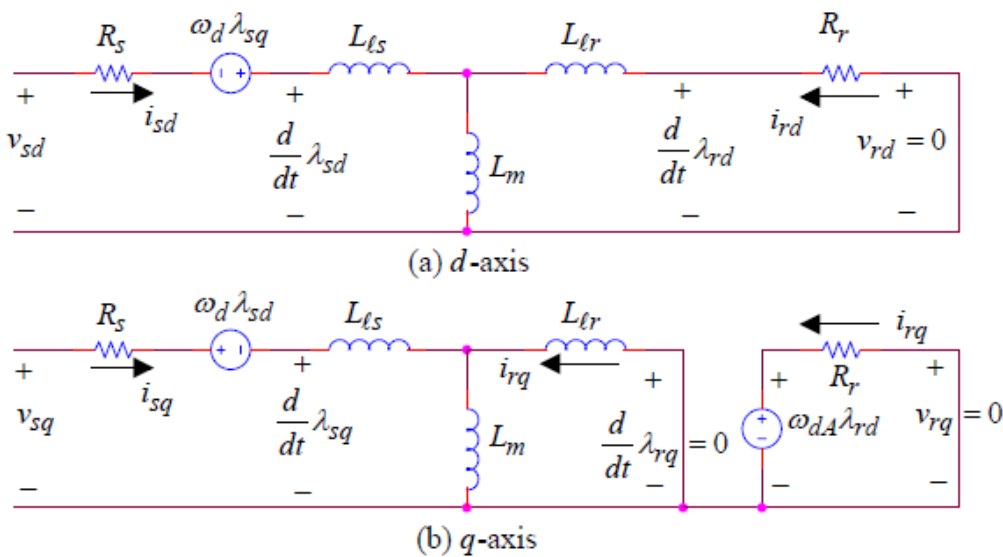 R_s ω_d λ_sq L_ℓs L_ℓr R_r
+ − + + + +
v_sd i_sd d/dt λ_sd L_m d/dt λ_rd i_rd v_rd = 0
− − − −
(a) d-axis
R_s ω_d λ_sd L_ℓs L_ℓr i_rq
+ + − + i_rq + + R_r +
v_sq i_sq d/dt λ_sq L_m d/dt λ_rq = 0 + − ω_dA λ_rd v_rq = 0
− − − − −
(b) q-axis